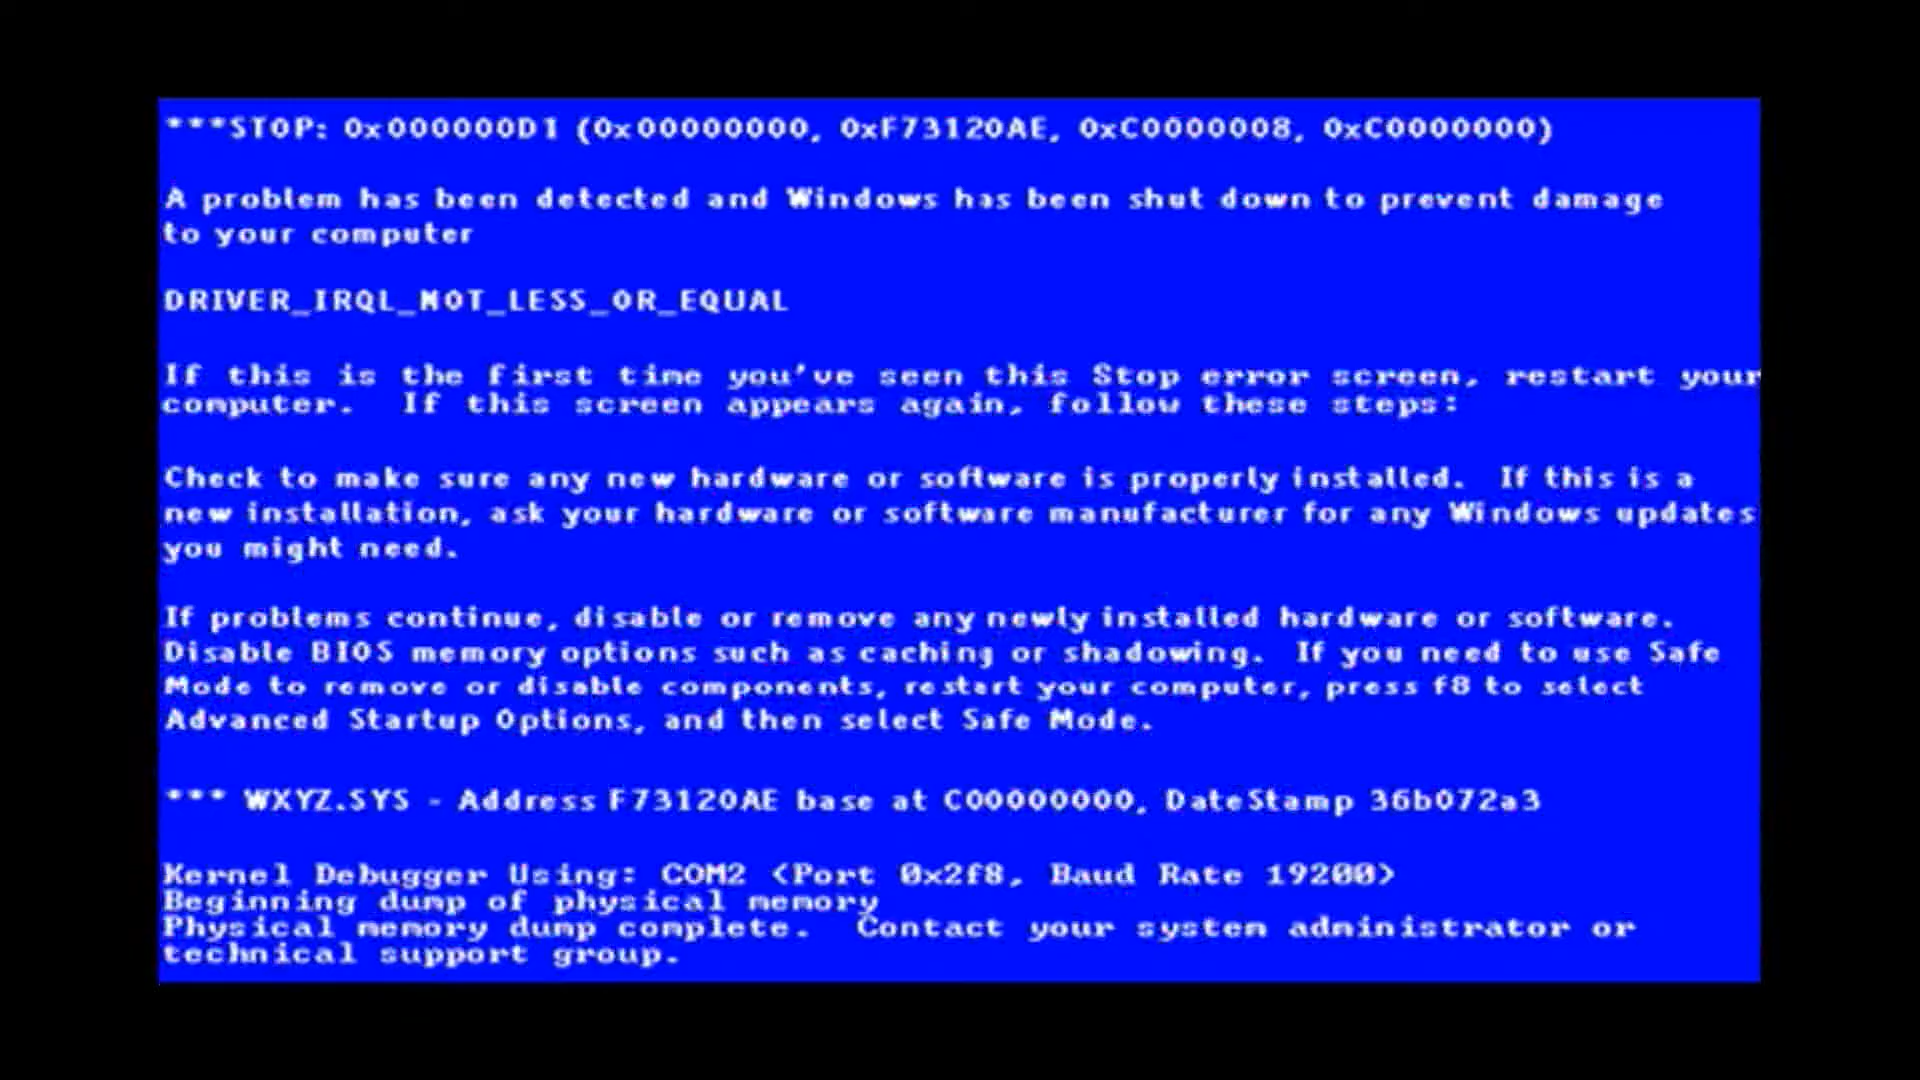 ***STOP: 0x000000D1 (0x00000000, 0xF73120AE, 0xC0000008, 0xC0000000)
A problem has been detected and Windows has been shut down to prevent damage
to your computer
DRIVER_IRQL_NOT_LESS_OR_EQUAL
If this is the first time you've seen this Stop error screen, restart your
computer.  If this screen appears again, follow these steps:
Check to make sure any new hardware or software is properly installed.  If this is a
new installation, ask your hardware or software manufacturer for any Windows updates
you might need.
If problems continue, disable or remove any newly installed hardware or software.
Disable BIOS memory options such as caching or shadowing.  If you need to use Safe
Mode to remove or disable components, restart your computer, press f8 to select
Advanced Startup Options, and then select Safe Mode.
*** WXYZ.SYS - Address F73120AE base at C00000000, DateStamp 36b072a3
Kernel Debugger Using: COM2 (Port 0x2f8, Baud Rate 19200)
Beginning dump of physical memory
Physical memory dump complete.  Contact your system administrator or
technical support group.